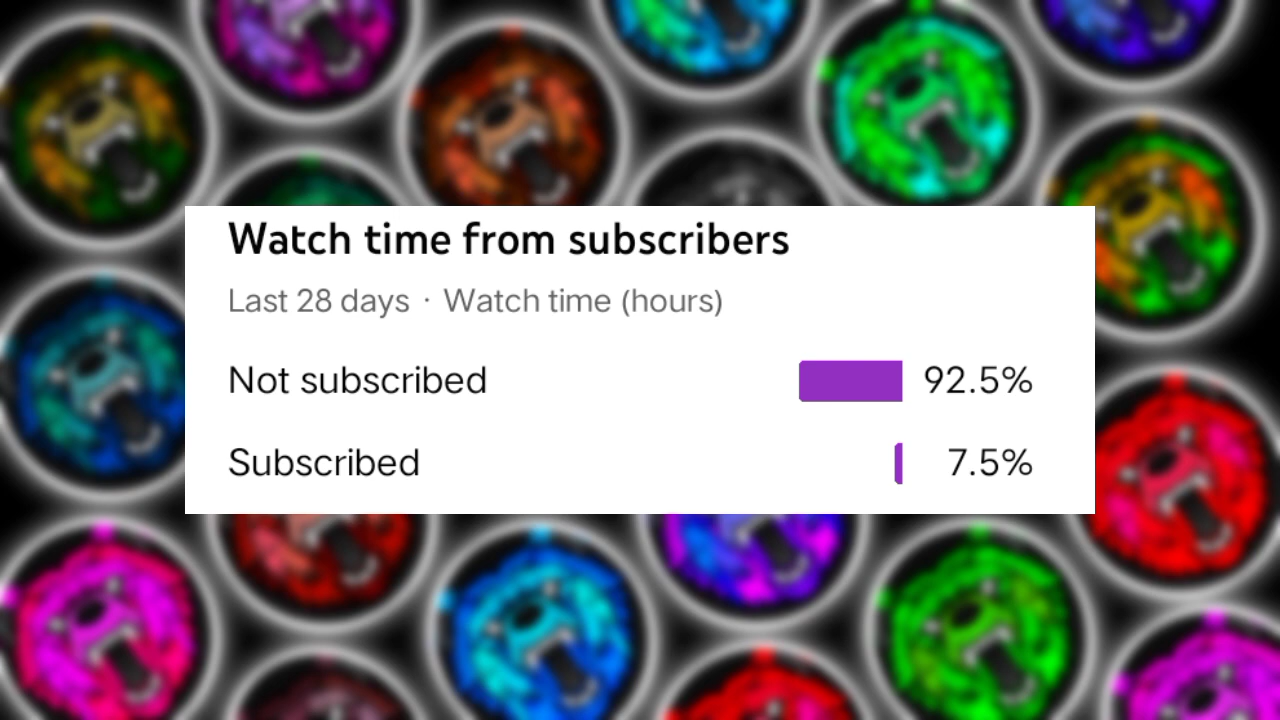 Watch time from subscribers
Last 28 days · Watch time (hours)
Not subscribed 92.5%
Subscribed 7.5%